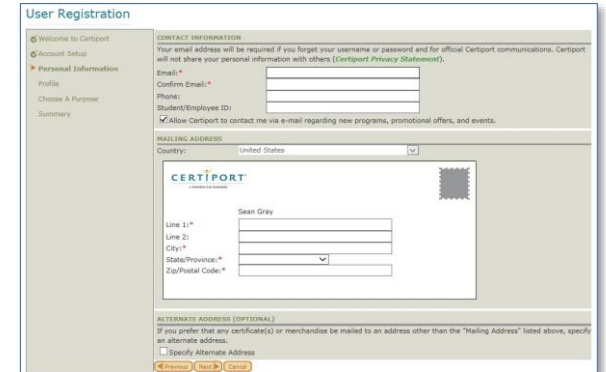 User Registration
Welcome to Certiport
Account Setup
Personal Information
Profile
Choose A Purpose
Summary
CONTACT INFORMATION
Your email address will be required if you forget your username or password and for official Certiport communications. Certiport
will not share your personal information with others (Certiport Privacy Statement).
Email:*
Confirm Email:*
Phone:
Student/Employee ID:
Allow Certiport to contact me via e-mail regarding new programs, promotional offers, and events.
MAILING ADDRESS
Country: United States
CERTIPORT
Sean Gray
Line 1:*
Line 2:
City:*
State/Province:*
Zip/Postal Code:*
ALTERNATE ADDRESS (OPTIONAL)
If you prefer that any certificate(s) or merchandise be mailed to an address other than the "Mailing Address" listed above, specify
an alternate address.
Specify Alternate Address
Previous Next Cancel